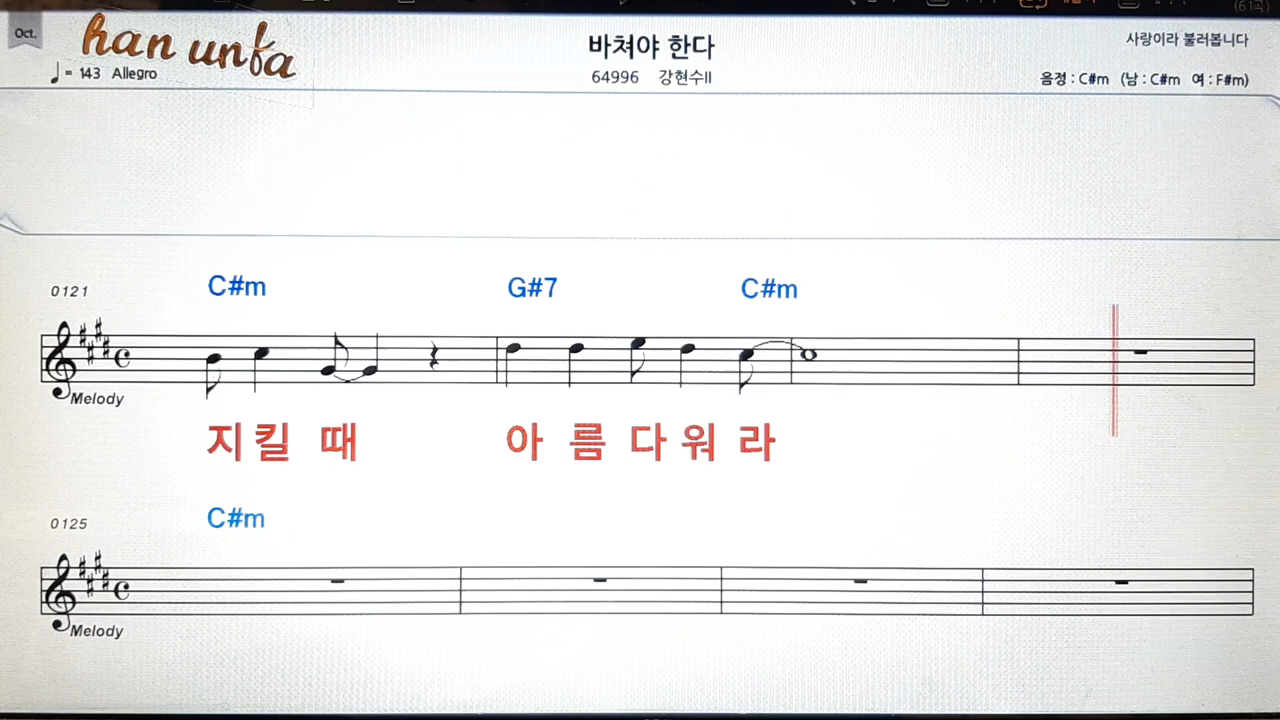 Oct.
han unfa
♩ = 143 Allegro
바쳐야 한다
64996 강현수II
사랑이라 불러봅니다
음정 : C#m (남 : C#m 여 : F#m)
0121
C#m G#7 C#m
Melody
지킬 때 아름다워라
0125
C#m
Melody